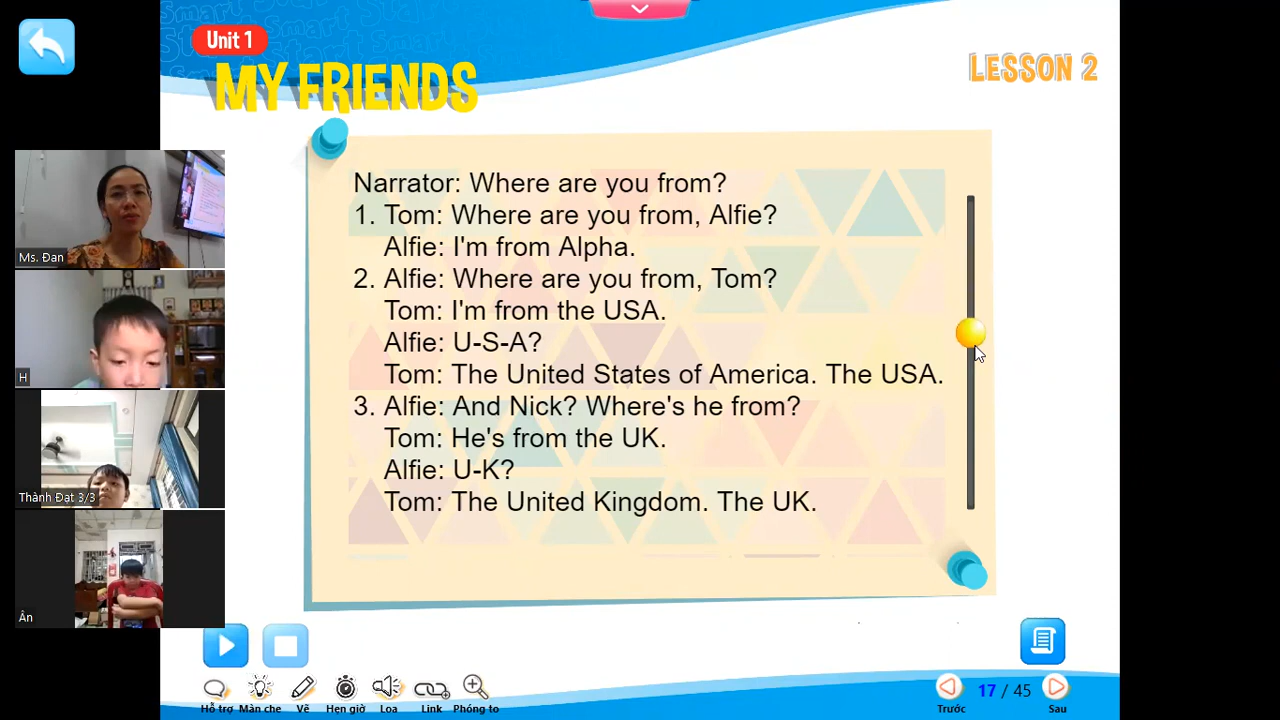 Unit 1
MY FRIENDS
LESSON 2
Narrator: Where are you from?
1. Tom: Where are you from, Alfie?
Alfie: I'm from Alpha.
2. Alfie: Where are you from, Tom?
Tom: I'm from the USA.
Alfie: U-S-A?
Tom: The United States of America. The USA.
3. Alfie: And Nick? Where's he from?
Tom: He's from the UK.
Alfie: U-K?
Tom: The United Kingdom. The UK.
Ms. Đan
H
Thành Đạt 3/3
Ân
Hỗ trợ Màn che Vẽ Hẹn giờ Loa Link Phóng to
Trước 17 / 45 Sau